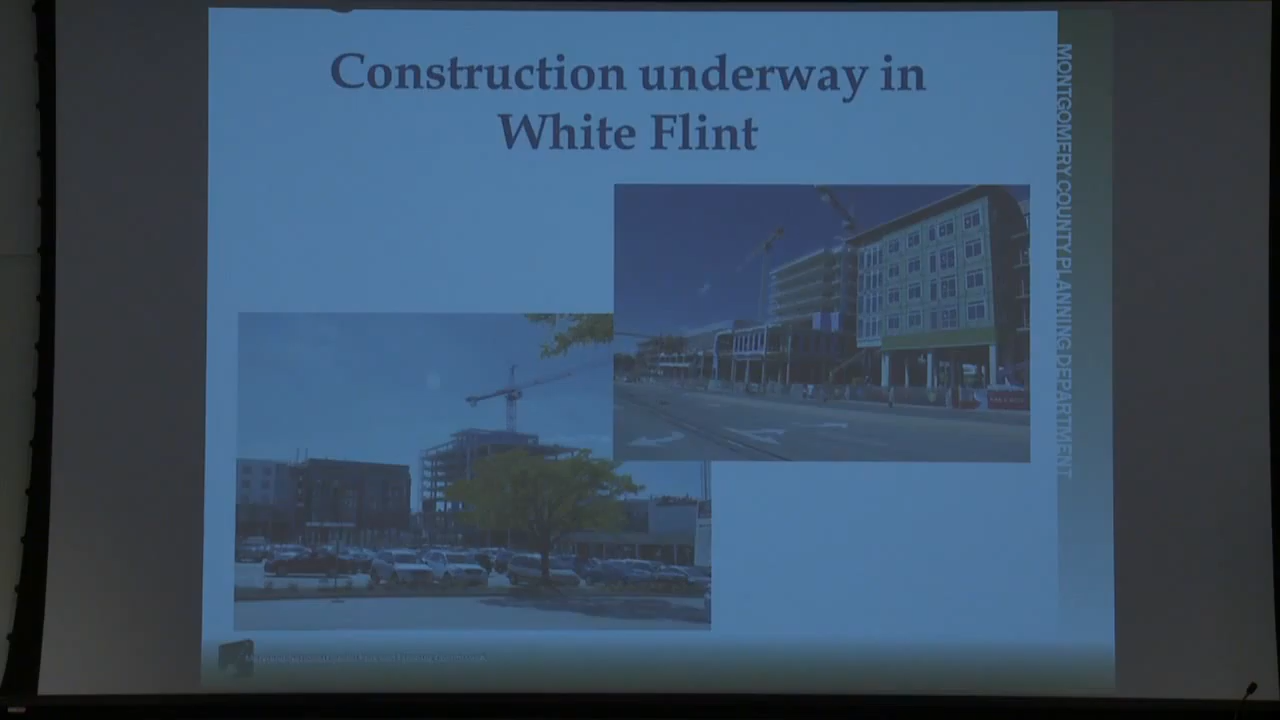 Construction underway in
White Flint
MONTGOMERY COUNTY PLANNING DEPARTMENT